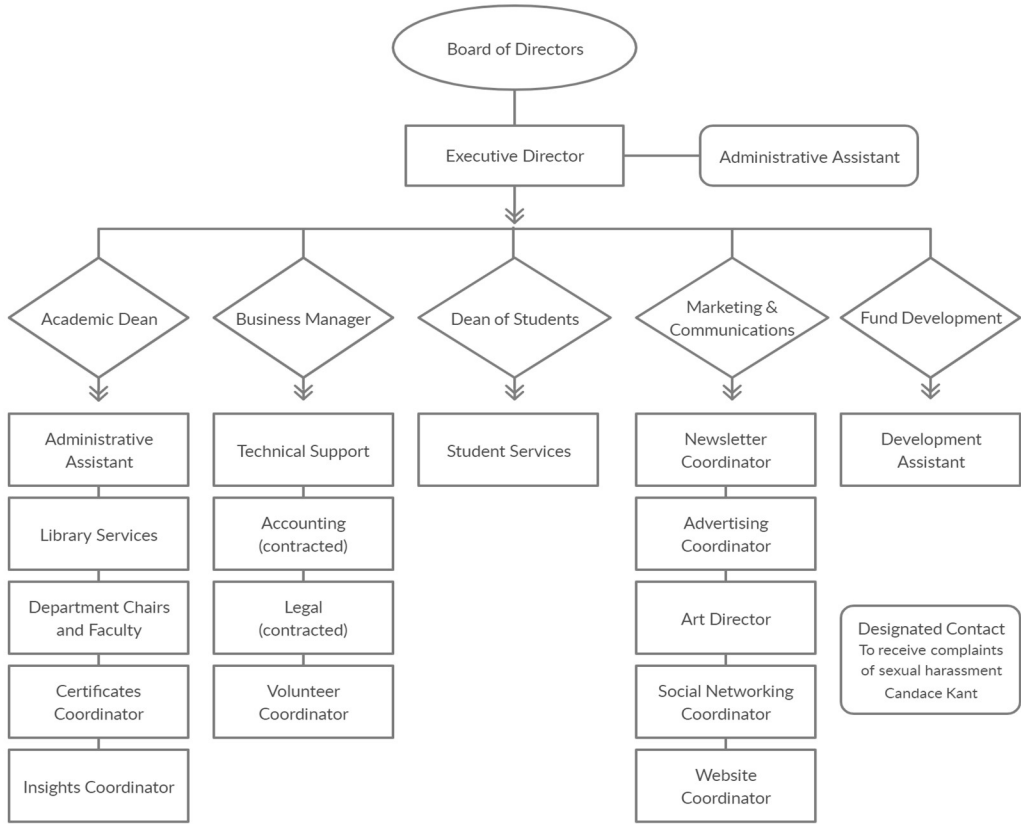 Board of Directors
Executive Director
Administrative Assistant
Academic Dean
Business Manager
Dean of Students
Marketing &
Communications
Fund Development
Administrative
Assistant
Technical Support
Student Services
Newsletter
Coordinator
Development
Assistant
Library Services
Accounting
(contracted)
Advertising
Coordinator
Department Chairs
and Faculty
Legal
(contracted)
Art Director
Designated Contact
To receive complaints
of sexual harassment
Candace Kant
Certificates
Coordinator
Volunteer
Coordinator
Social Networking
Coordinator
Insights Coordinator
Website
Coordinator